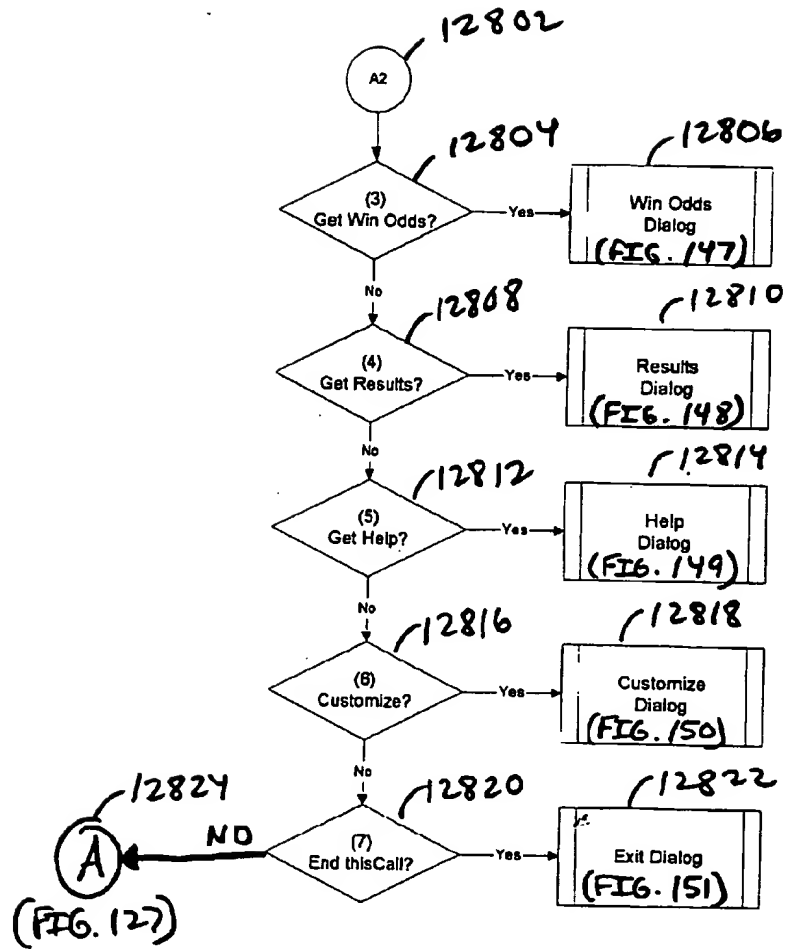 12802
A2
12804
12806
(3)
Get Win Odds?
Yes
Win Odds
Dialog
(FIG. 147)
No
12808
12810
(4)
Get Results?
Yes
Results
Dialog
(FIG. 148)
No
12812
12814
(5)
Get Help?
Yes
Help
Dialog
(FIG. 149)
No
12816
12818
(6)
Customize?
Yes
Customize
Dialog
(FIG. 150)
No
12824
12820
12822
A
NO
(7)
End thisCall?
Yes
Exit Dialog
(FIG. 151)
(FIG. 127)